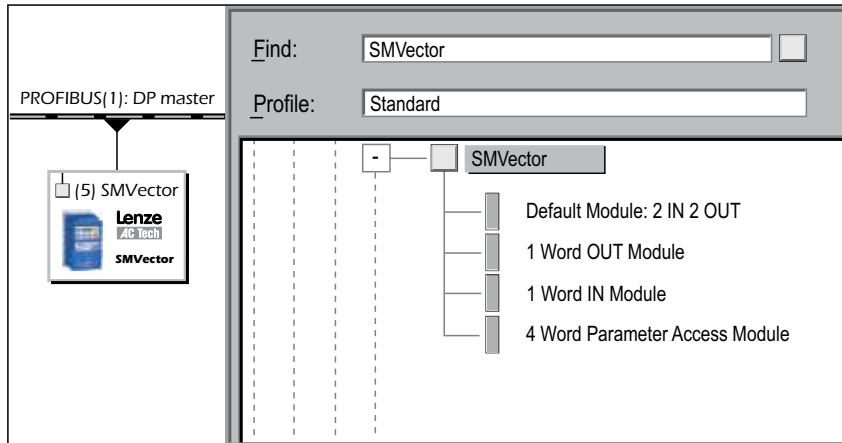 PROFIBUS(1): DP master
(5) SMVector
Lenze
AC Tech
SMVector
Find:
SMVector
Profile:
Standard
-
SMVector
Default Module: 2 IN 2 OUT
1 Word OUT Module
1 Word IN Module
4 Word Parameter Access Module